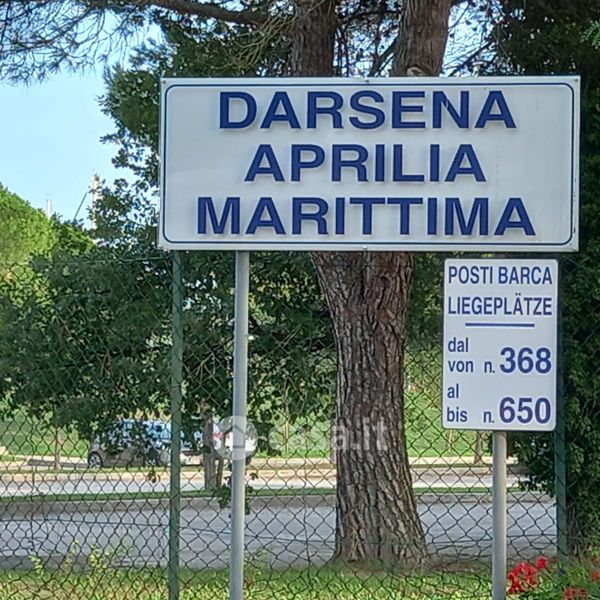 DARSENA
APRILIA
MARITTIMA
POSTI BARCA
LIEGEPLÄTZE
dal
von n. 368
al
bis n. 650
casa.it